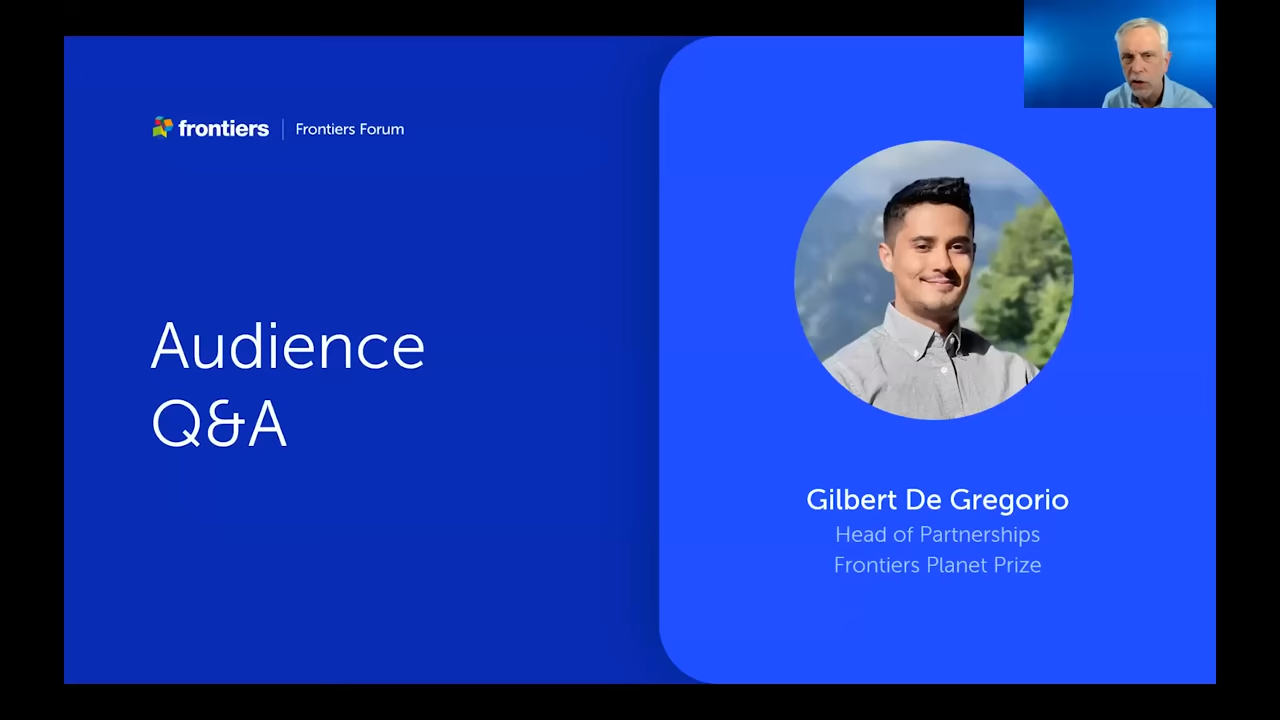 frontiers | Frontiers Forum
Audience
Q&A
Gilbert De Gregorio
Head of Partnerships
Frontiers Planet Prize